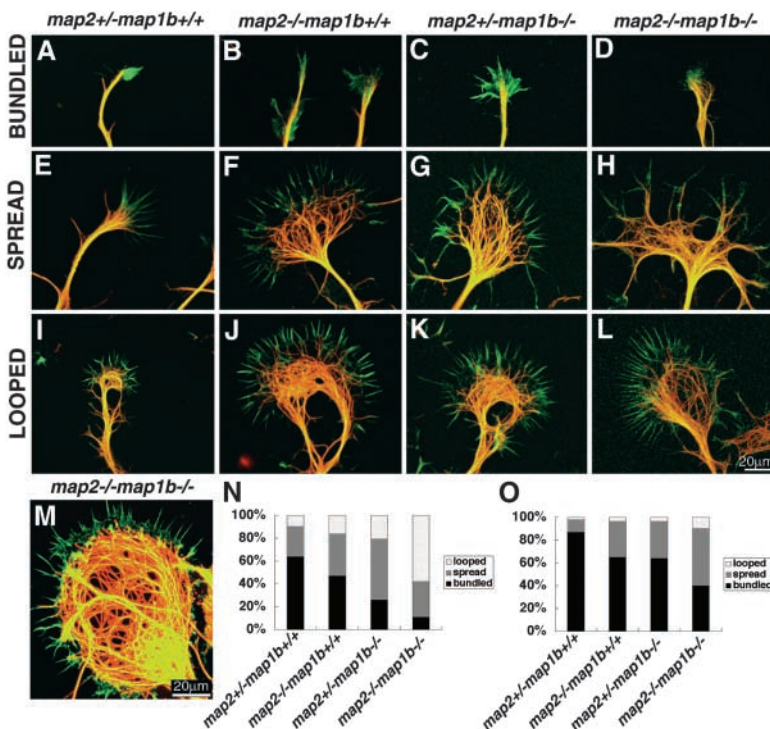 map2+/-map1b+/+ map2-/-map1b+/+ map2+/-map1b-/- map2-/-map1b-/-
BUNDLED
A B C D
SPREAD
E F G H
LOOPED
I J K L
20μm
map2-/-map1b-/-
M
20μm
N
100%
80%
60%
40%
20%
0%
looped
spread
bundled
map2+/-map1b+/+
map2-/-map1b+/+
map2+/-map1b-/-
map2-/-map1b-/-
O
100%
80%
60%
40%
20%
0%
looped
spread
bundled
map2+/-map1b+/+
map2-/-map1b+/+
map2+/-map1b-/-
map2-/-map1b-/-